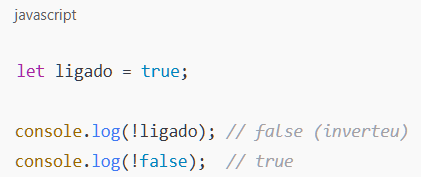 javascript
let ligado = true;
console.log(!ligado); // false (inverteu)
console.log(!false);  // true